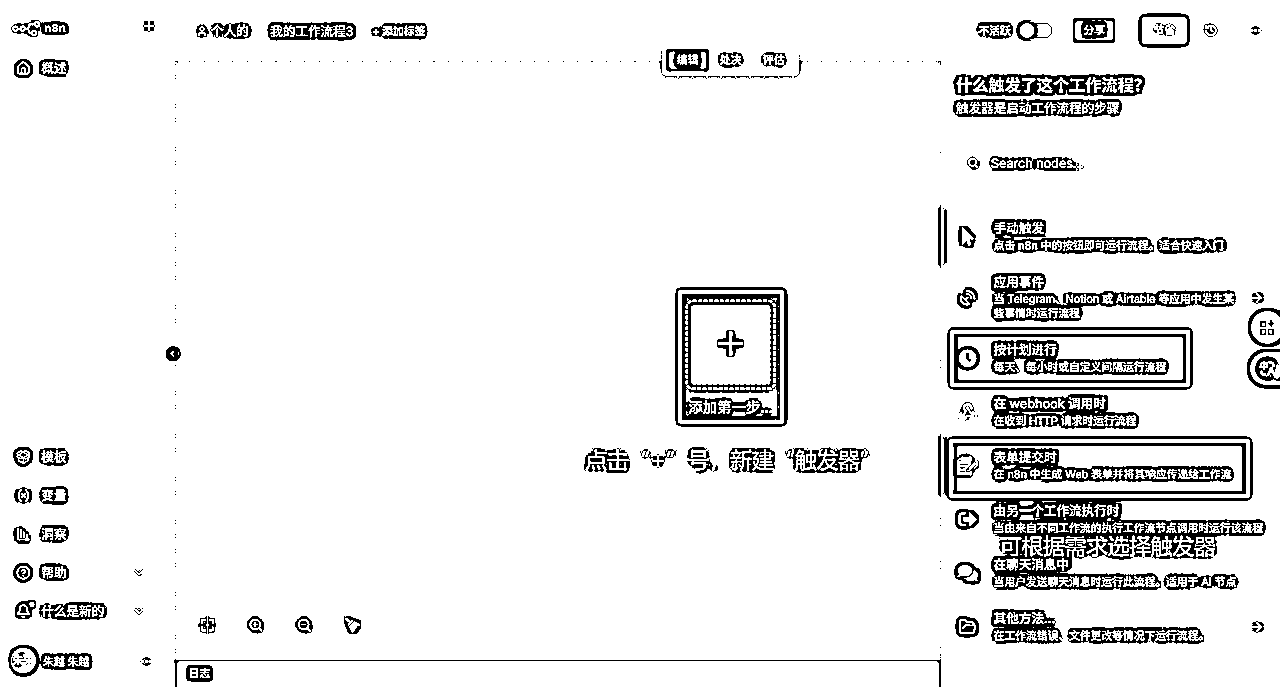 n8n
概述
个人的
我的工作流程3
+ 添加标签
不活跃
分享
编辑
处决
评估
什么触发了这个工作流程?
触发器是启动工作流程的步骤
Search nodes...
手动触发
点击 n8n 中的按钮即可运行流程。适合快速入门
应用事件
当 Telegram、Notion 或 Airtable 等应用中发生某
些事情时运行流程
按计划进行
每天、每小时或自定义间隔运行流程
在 webhook 调用时
在收到 HTTP 请求时运行流程
表单提交时
在 n8n 中生成 Web 表单并将其响应传递给工作流
由另一个工作流执行时
当由来自不同工作流的执行工作流节点调用时运行该流程
可根据需求选择触发器
在聊天消息中
当用户发送聊天消息时运行此流程。适用于 AI 节点
其他方法...
在工作流错误、文件更改等情况下运行流程。
添加第一步...
点击 “+” 号，新建 “触发器”
模板
变量
洞察
帮助
什么是新的
朱越 朱越
日志